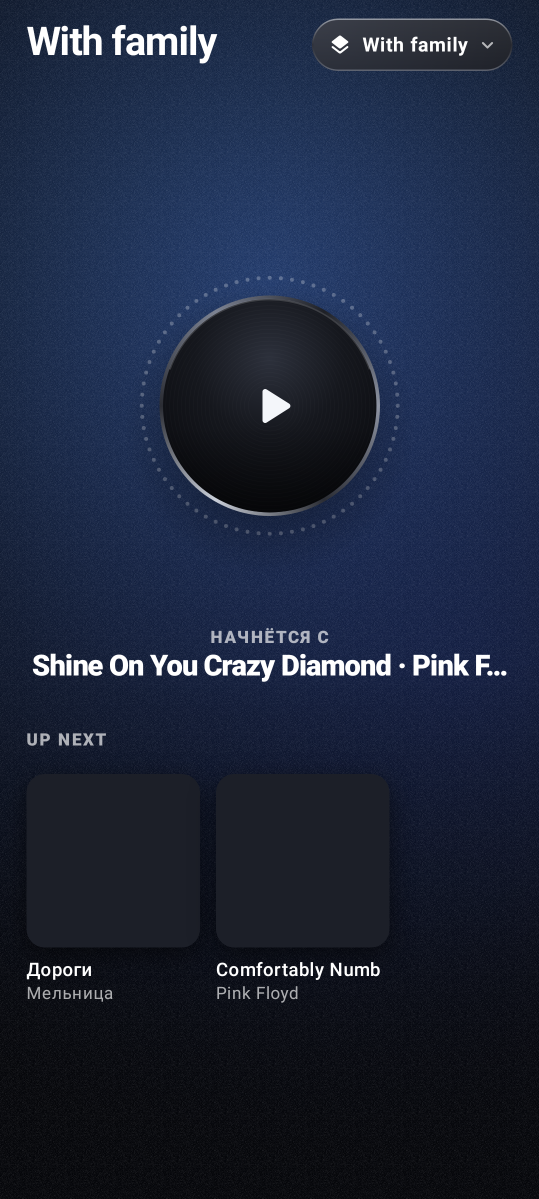 With family
With family
НАЧНЁТСЯ С
Shine On You Crazy Diamond · Pink F...
UP NEXT
Дороги
Мельница
Comfortably Numb
Pink Floyd